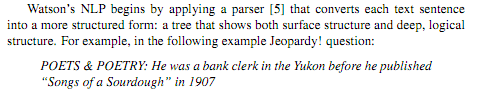 Watson's NLP begins by applying a parser [5] that converts each text sentence
into a more structured form: a tree that shows both surface structure and deep, logical
structure. For example, in the following example Jeopardy! question:
POETS & POETRY: He was a bank clerk in the Yukon before he published
“Songs of a Sourdough” in 1907